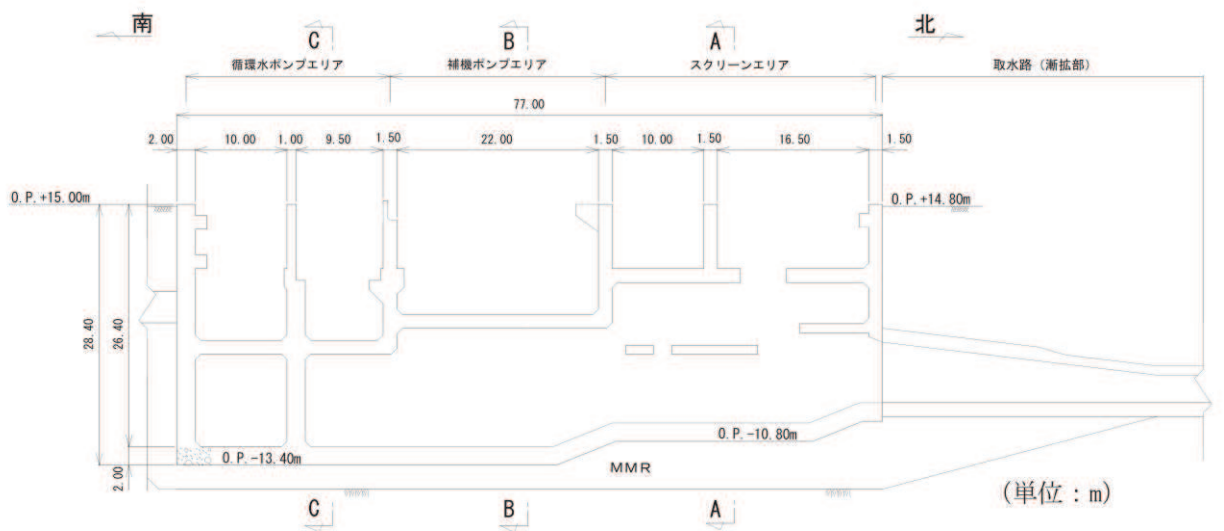 南
北
C
B
A
循環水ポンプエリア
補機ポンプエリア
スクリーンエリア
取水路（漸拡部）
77.00
2.00
10.00
1.00
9.50
1.50
22.00
1.50
10.00
1.50
16.50
1.50
O.P.+15.00m
O.P.+14.80m
28.40
26.40
2.00
O.P.-13.40m
O.P.-10.80m
MMR
（単位：m）
C
B
A